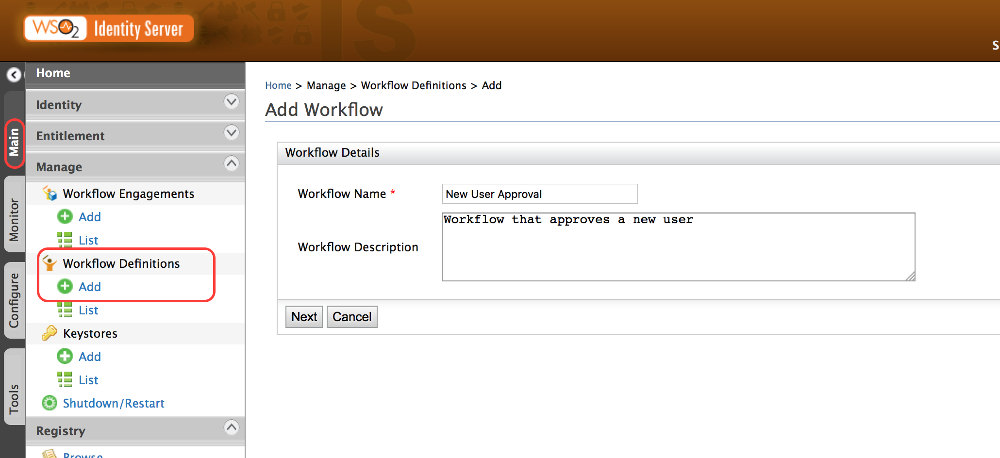 WSO2 Identity Server
IS
S
Main
Monitor
Configure
Tools
Home
Identity
Entitlement
Manage
Workflow Engagements
Add
List
Workflow Definitions
Add
List
Keystores
Add
List
Shutdown/Restart
Registry
Browse
Home > Manage > Workflow Definitions > Add
Add Workflow
Workflow Details
Workflow Name * New User Approval
Workflow Description Workflow that approves a new user
Next Cancel